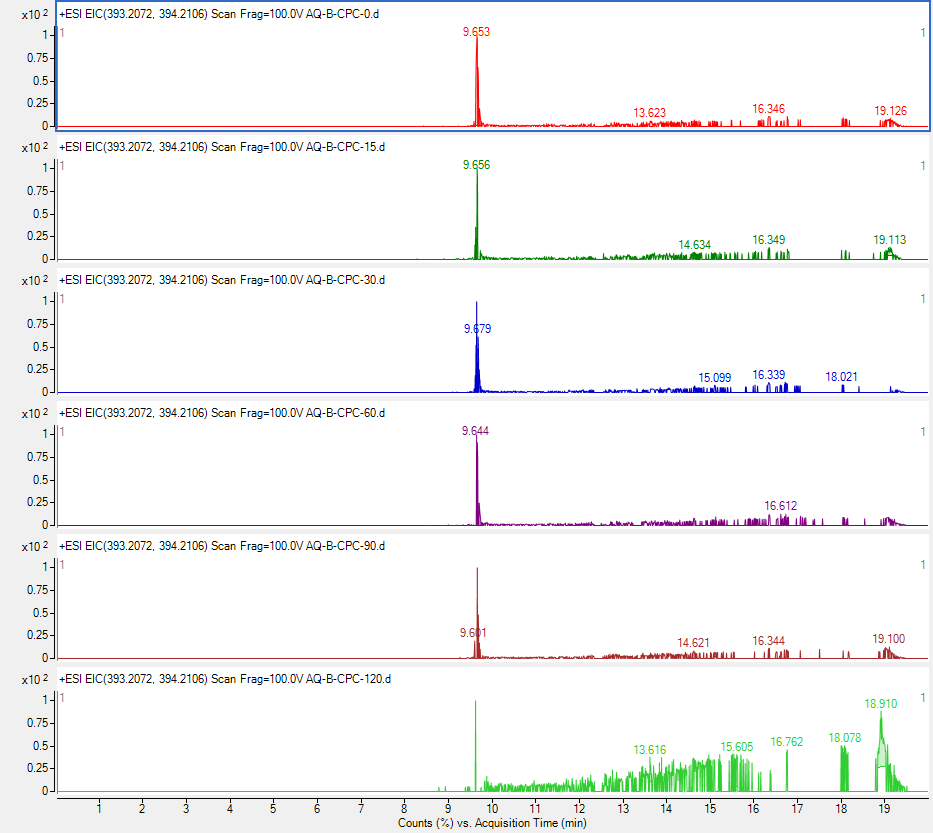 x10 2 +ESI EIC(393.2072, 394.2106) Scan Frag=100.0V AQ-B-CPC-0.d
1 1 9.653 1
0.75
0.5
0.25 13.623 16.346 19.126
0
x10 2 +ESI EIC(393.2072, 394.2106) Scan Frag=100.0V AQ-B-CPC-15.d
1 1 9.656 1
0.75
0.5
0.25 14.634 16.349 19.113
0
x10 2 +ESI EIC(393.2072, 394.2106) Scan Frag=100.0V AQ-B-CPC-30.d
1 1 1
0.75 9.679
0.5
0.25 15.099 16.339 18.021
0
x10 2 +ESI EIC(393.2072, 394.2106) Scan Frag=100.0V AQ-B-CPC-60.d
1 1 9.644 1
0.75
0.5
0.25 16.612
0
x10 2 +ESI EIC(393.2072, 394.2106) Scan Frag=100.0V AQ-B-CPC-90.d
1 1 1
0.75
0.5
0.25 9.601 14.621 16.344 19.100
0
x10 2 +ESI EIC(393.2072, 394.2106) Scan Frag=100.0V AQ-B-CPC-120.d
1 1 18.910 1
0.75
0.5 13.616 15.605 16.762 18.078
0.25
0
1 2 3 4 5 6 7 8 9 10 11 12 13 14 15 16 17 18 19
Counts (%) vs. Acquisition Time (min)